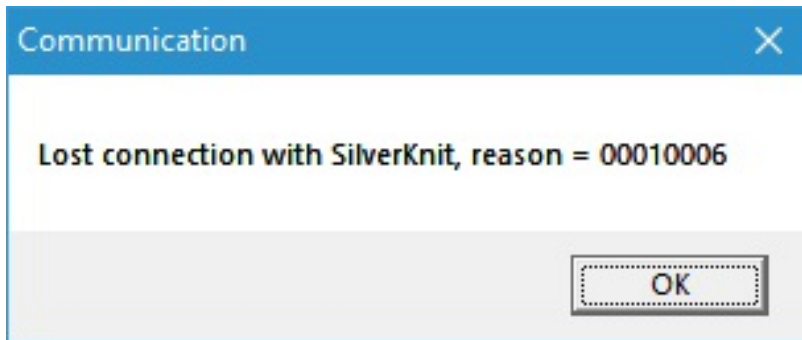 Communication
Lost connection with SilverKnit, reason = 00010006
OK